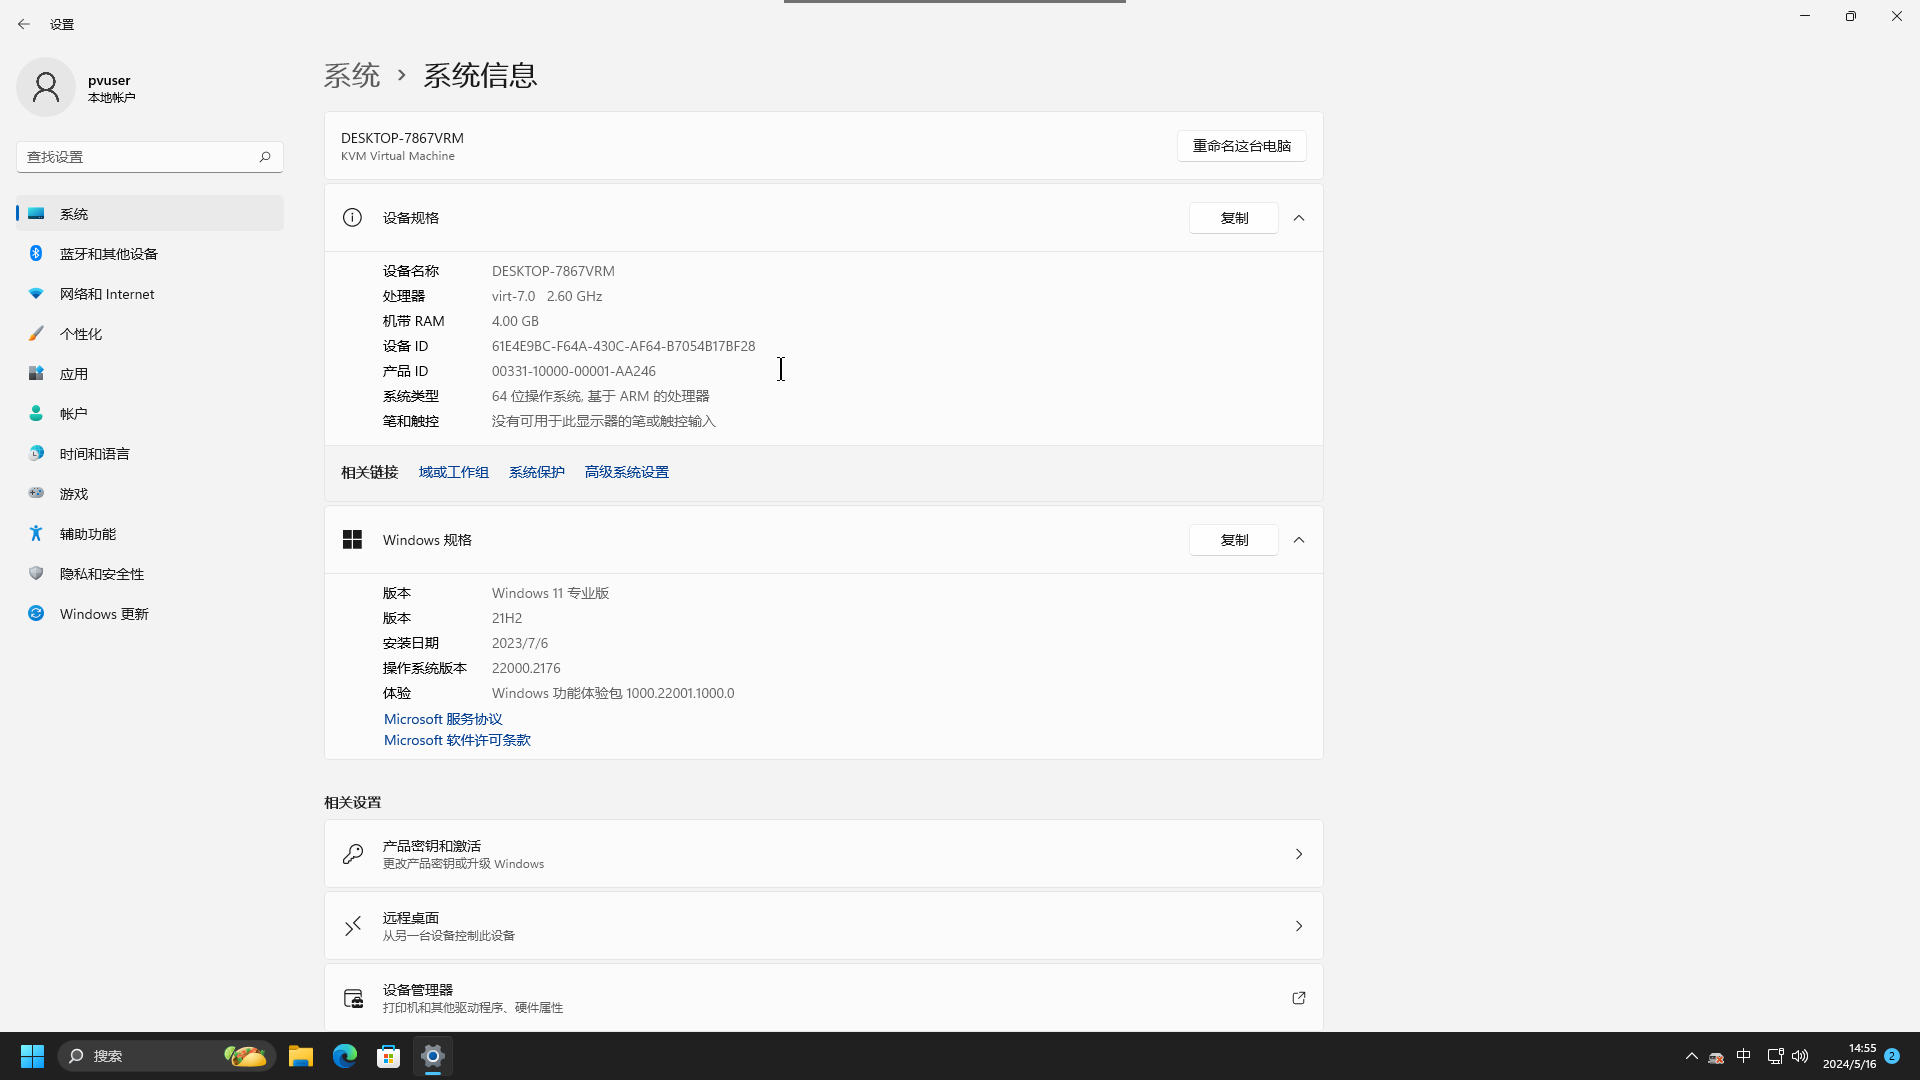 设置
pvuser
本地帐户
查找设置
系统
蓝牙和其他设备
网络和 Internet
个性化
应用
帐户
时间和语言
游戏
辅助功能
隐私和安全性
Windows 更新
系统 › 系统信息
DESKTOP-7867VRM
KVM Virtual Machine
重命名这台电脑
设备规格
复制
设备名称 DESKTOP-7867VRM
处理器 virt-7.0 2.60 GHz
机带 RAM 4.00 GB
设备 ID 61E4E9BC-F64A-430C-AF64-B7054B17BF28
产品 ID 00331-10000-00001-AA246
系统类型 64 位操作系统, 基于 ARM 的处理器
笔和触控 没有可用于此显示器的笔或触控输入
相关链接 域或工作组 系统保护 高级系统设置
Windows 规格
复制
版本 Windows 11 专业版
版本 21H2
安装日期 2023/7/6
操作系统版本 22000.2176
体验 Windows 功能体验包 1000.22001.1000.0
Microsoft 服务协议
Microsoft 软件许可条款
相关设置
产品密钥和激活
更改产品密钥或升级 Windows
远程桌面
从另一台设备控制此设备
设备管理器
打印机和其他驱动程序、硬件属性
搜索
中
14:55
2024/5/16
2